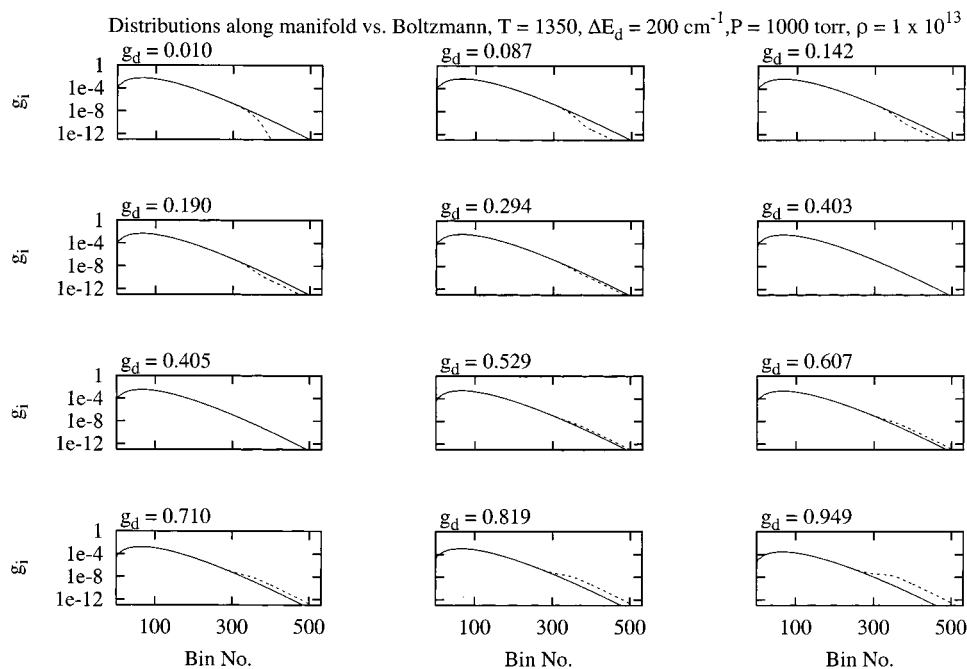 Distributions along manifold vs. Boltzmann, T = 1350, ΔE_d = 200 cm⁻¹,P = 1000 torr, ρ = 1 x 10¹³
g_d = 0.010 g_d = 0.087 g_d = 0.142
1
1e-4
1e-8
1e-12
g_i
g_d = 0.190 g_d = 0.294 g_d = 0.403
1
1e-4
1e-8
1e-12
g_i
g_d = 0.405 g_d = 0.529 g_d = 0.607
1
1e-4
1e-8
1e-12
g_i
g_d = 0.710 g_d = 0.819 g_d = 0.949
1
1e-4
1e-8
1e-12
g_i
100 300 500 100 300 500 100 300 500
Bin No. Bin No. Bin No.